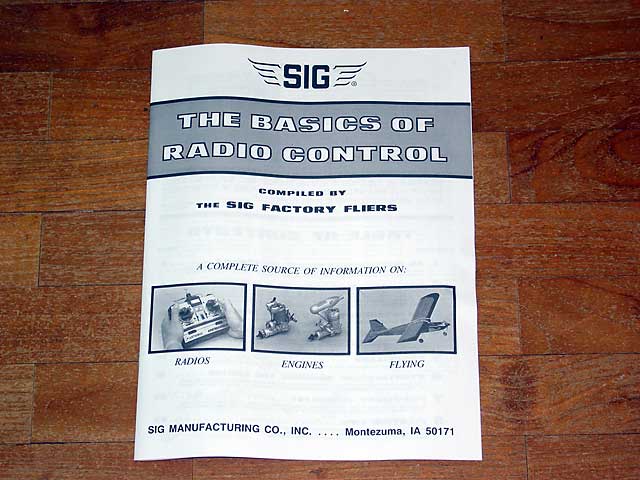 SIG®
THE BASICS OF
RADIO CONTROL
COMPILED BY
THE SIG FACTORY FLIERS
A COMPLETE SOURCE OF INFORMATION ON:
RADIOS ENGINES FLYING
SIG MANUFACTURING CO., INC. .... Montezuma, IA 50171